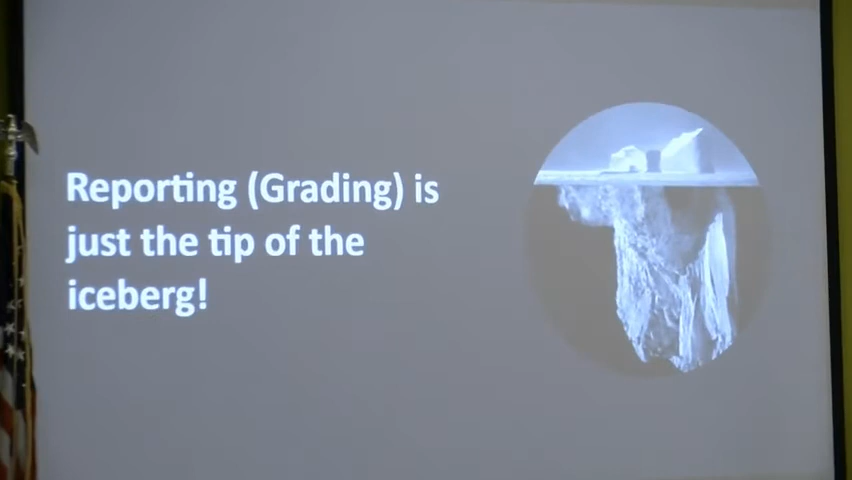 Reporting (Grading) is
just the tip of the
iceberg!